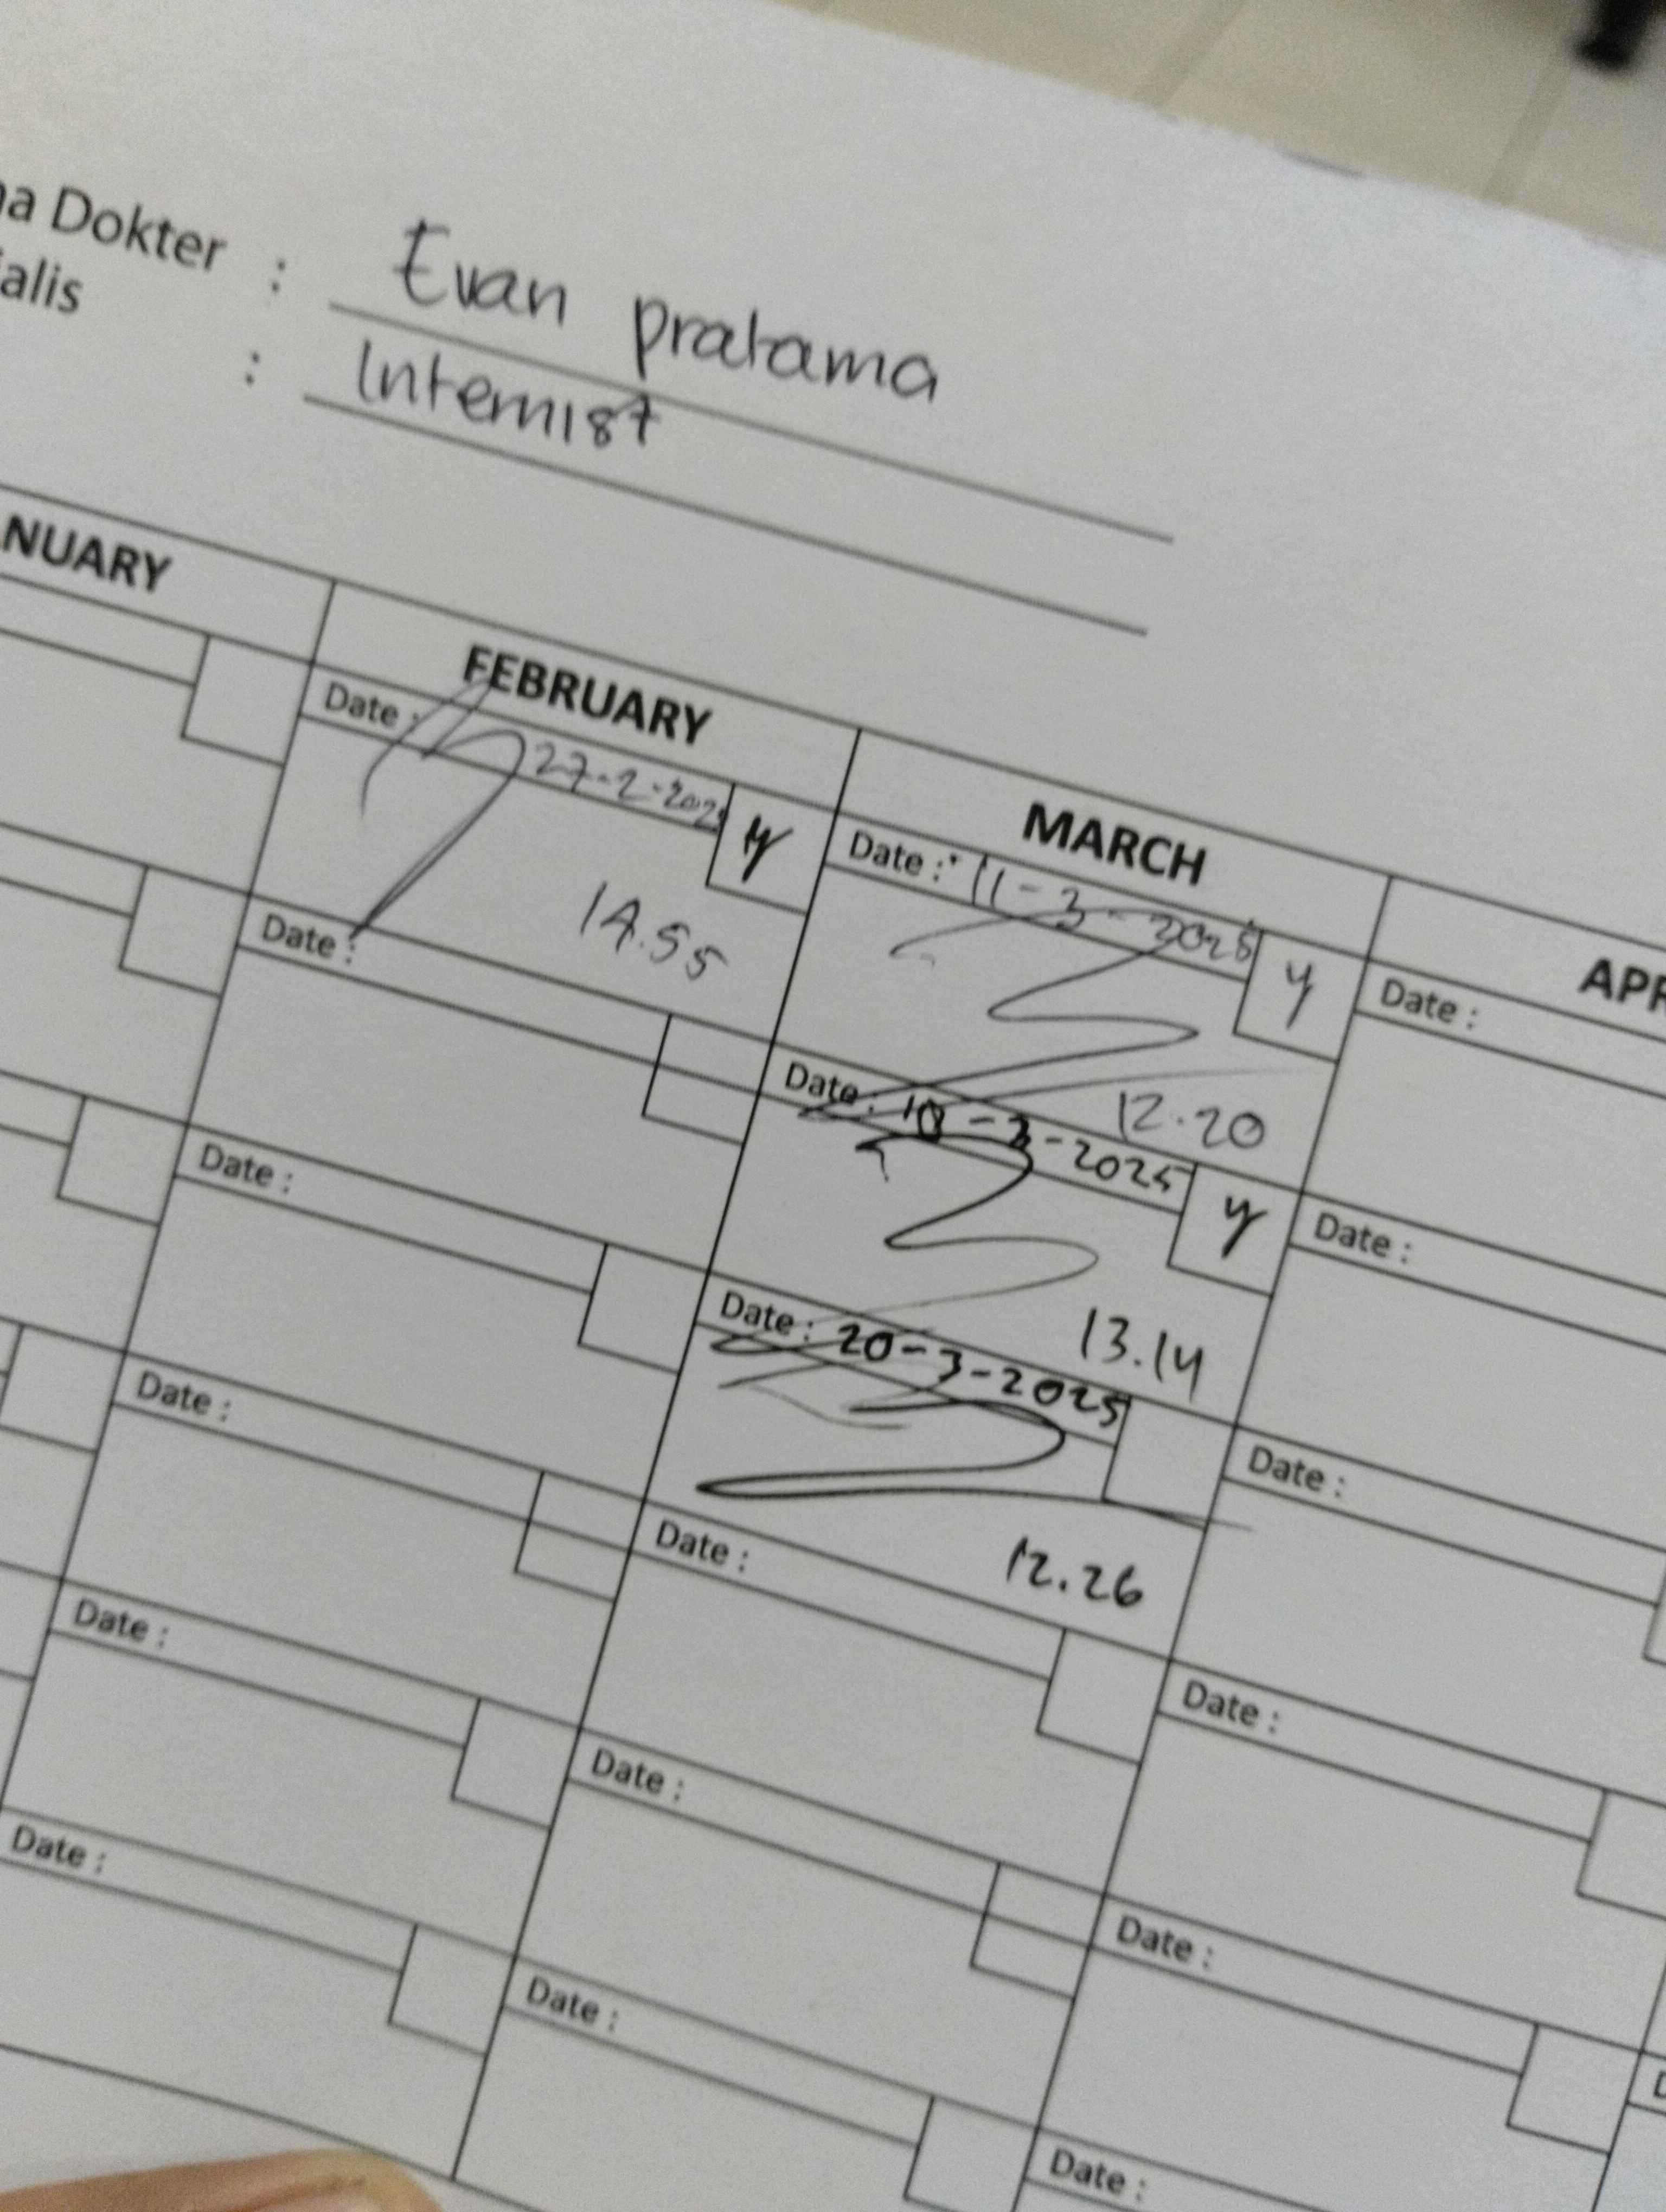 na Dokter : Evan pratama
ialis : Internist
NUARY FEBRUARY MARCH APR
Date : 27-2-2025 y
14.55
Date : 11-3-2025 y
12.20
Date :
Date :
Date : 18-3-2025 y
13.14
Date :
Date :
Date : 20-3-2025
12.26
Date :
Date :
Date :
Date :
Date :
Date :
Date :
Date :
Date :
Date :